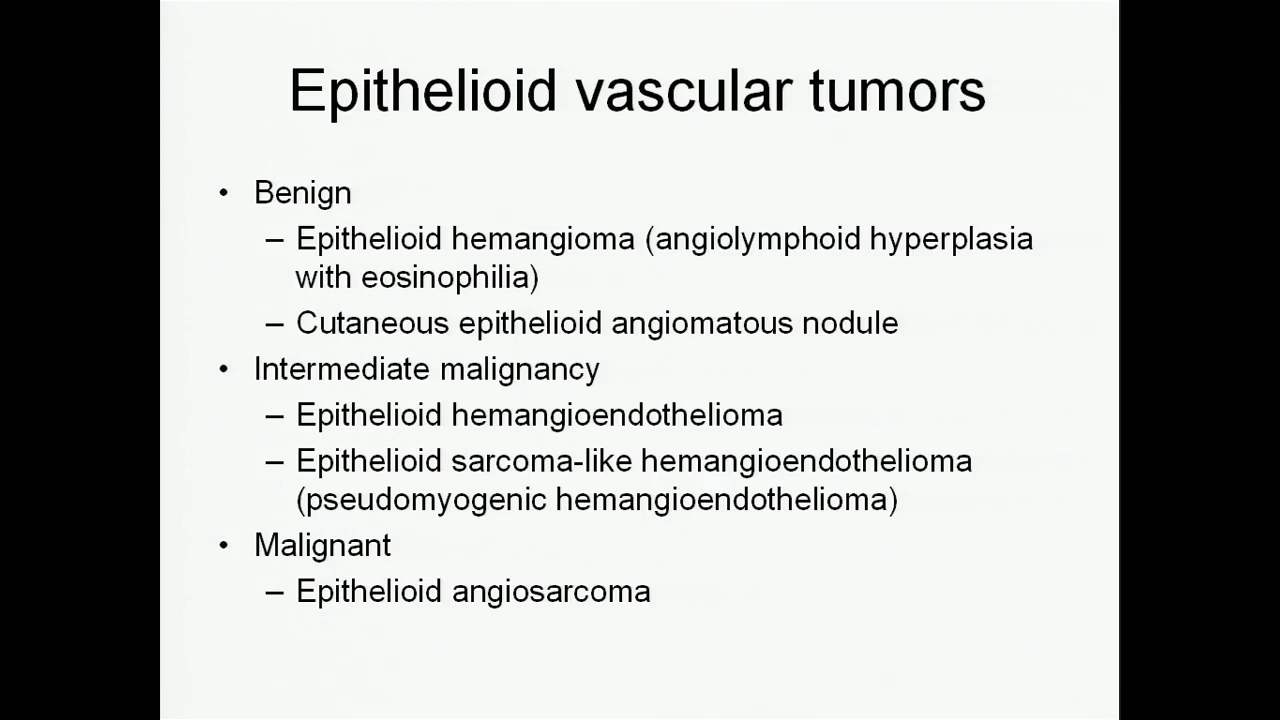 Epithelioid vascular tumors
• Benign
– Epithelioid hemangioma (angiolymphoid hyperplasia
with eosinophilia)
– Cutaneous epithelioid angiomatous nodule
• Intermediate malignancy
– Epithelioid hemangioendothelioma
– Epithelioid sarcoma-like hemangioendothelioma
(pseudomyogenic hemangioendothelioma)
• Malignant
– Epithelioid angiosarcoma